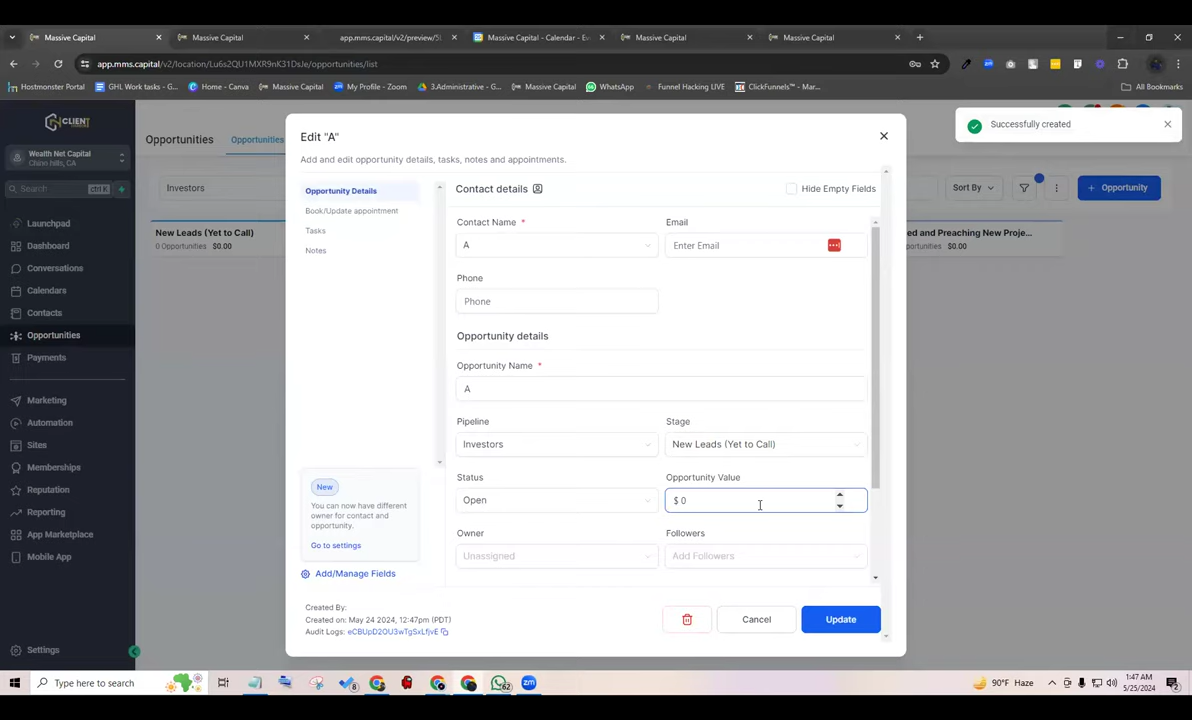 Massive Capital
Massive Capital
app.mms.capital/v2/preview/5l
Massive Capital - Calendar - Ev
Massive Capital
Massive Capital
app.mms.capital/v2/location/Lu6s2QU1MXR9nK31DsJe/opportunities/list
Hostmonster Portal
GHL Work tasks - G...
Home - Canva
Massive Capital
My Profile - Zoom
3.Administrative - G...
Massive Capital
WhatsApp
Funnel Hacking LIVE
ClickFunnels™ - Mar...
All Bookmarks
CLIENT
Wealth Net Capital
Chino hills, CA
Search
ctrl K
Launchpad
Dashboard
Conversations
Calendars
Contacts
Opportunities
Payments
Marketing
Automation
Sites
Memberships
Reputation
Reporting
App Marketplace
Mobile App
Settings
Opportunities
Opportunities
Investors
Sort By
+ Opportunity
New Leads (Yet to Call)
0 Opportunities $0.00
ed and Preaching New Proje...
pportunities $0.00
Successfully created
Edit "A"
Add and edit opportunity details, tasks, notes and appointments.
Opportunity Details
Book/Update appointment
Tasks
Notes
New
You can now have different
owner for contact and
opportunity.
Go to settings
Add/Manage Fields
Contact details
Hide Empty Fields
Contact Name *
Email
A
Enter Email
Phone
Phone
Opportunity details
Opportunity Name *
A
Pipeline
Stage
Investors
New Leads (Yet to Call)
Status
Opportunity Value
Open
$ 0
Owner
Followers
Unassigned
Add Followers
Created By:
Created on: May 24 2024, 12:47pm (PDT)
Audit Logs: eCBUpD2OU3wTgSxLfjvE
Cancel
Update
Type here to search
8
62
90°F Haze
1:47 AM
5/25/2024
2